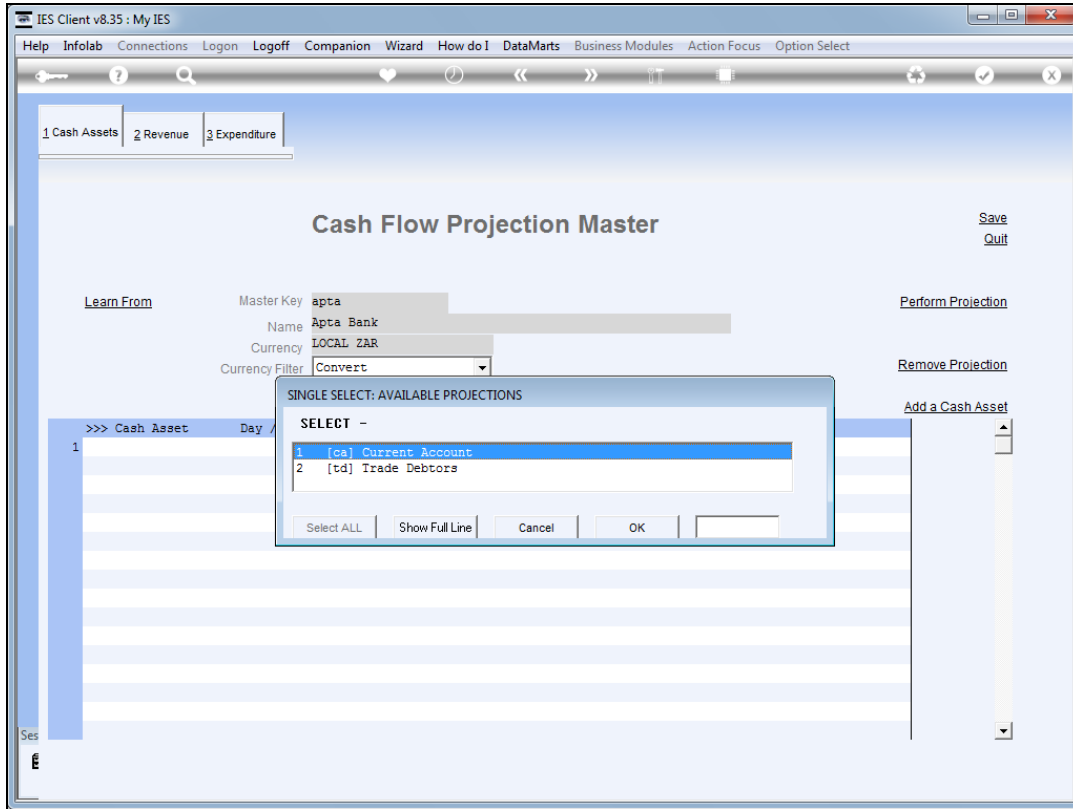 IES Client v8.35 : My IES
Help Infolab Connections Logon Logoff Companion Wizard How do I DataMarts Business Modules Action Focus Option Select
1 Cash Assets 2 Revenue 3 Expenditure
Cash Flow Projection Master
Save
Quit
Learn From
Master Key apta
Perform Projection
Name Apta Bank
Currency LOCAL ZAR
Currency Filter Convert
Remove Projection
Add a Cash Asset
>>> Cash Asset Day /
1
SINGLE SELECT: AVAILABLE PROJECTIONS
SELECT -
1 [ca] Current Account
2 [td] Trade Debtors
Select ALL Show Full Line Cancel OK
Ses